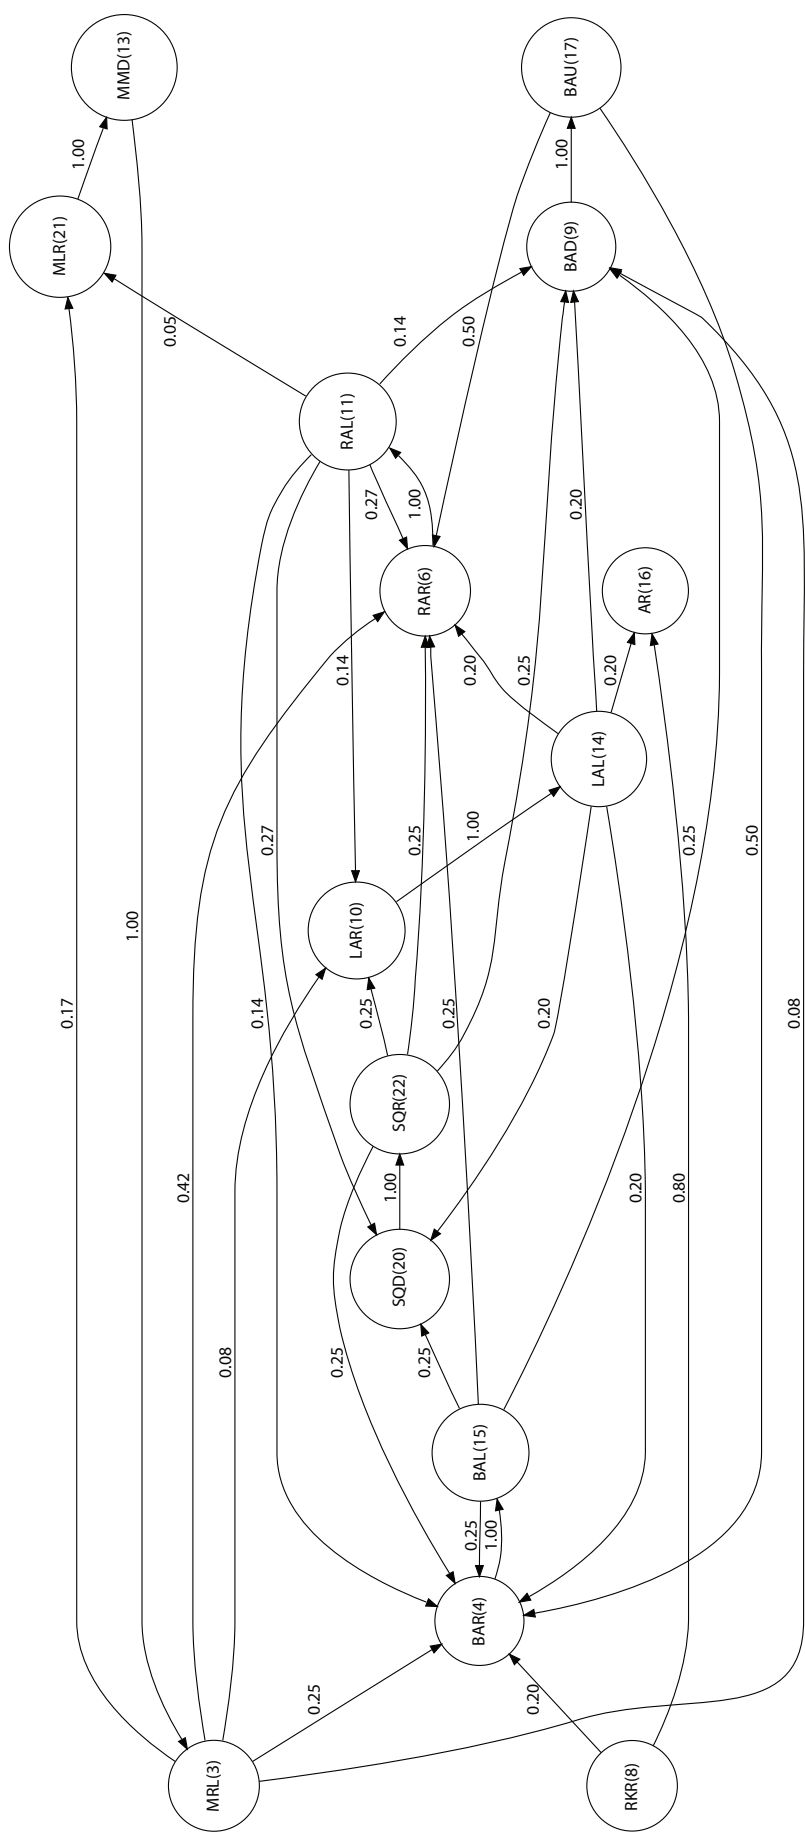 MMD(13)
BAU(17)
1.00
1.00
MLR(21)
BAD(9)
0.05
0.14
0.50
RAL(11)
0.27
1.00
0.20
RAR(6)
AR(16)
0.14
0.20
0.25
0.20
LAL(14)
0.27
0.25
1.00
0.25
0.50
1.00
LAR(10)
0.17
0.14
0.25
0.25
0.20
0.08
SQR(22)
0.42
1.00
0.20
0.80
SQD(20)
0.08
0.25
0.25
BAL(15)
0.25
1.00
BAR(4)
0.25
0.20
MRL(3)
RKR(8)